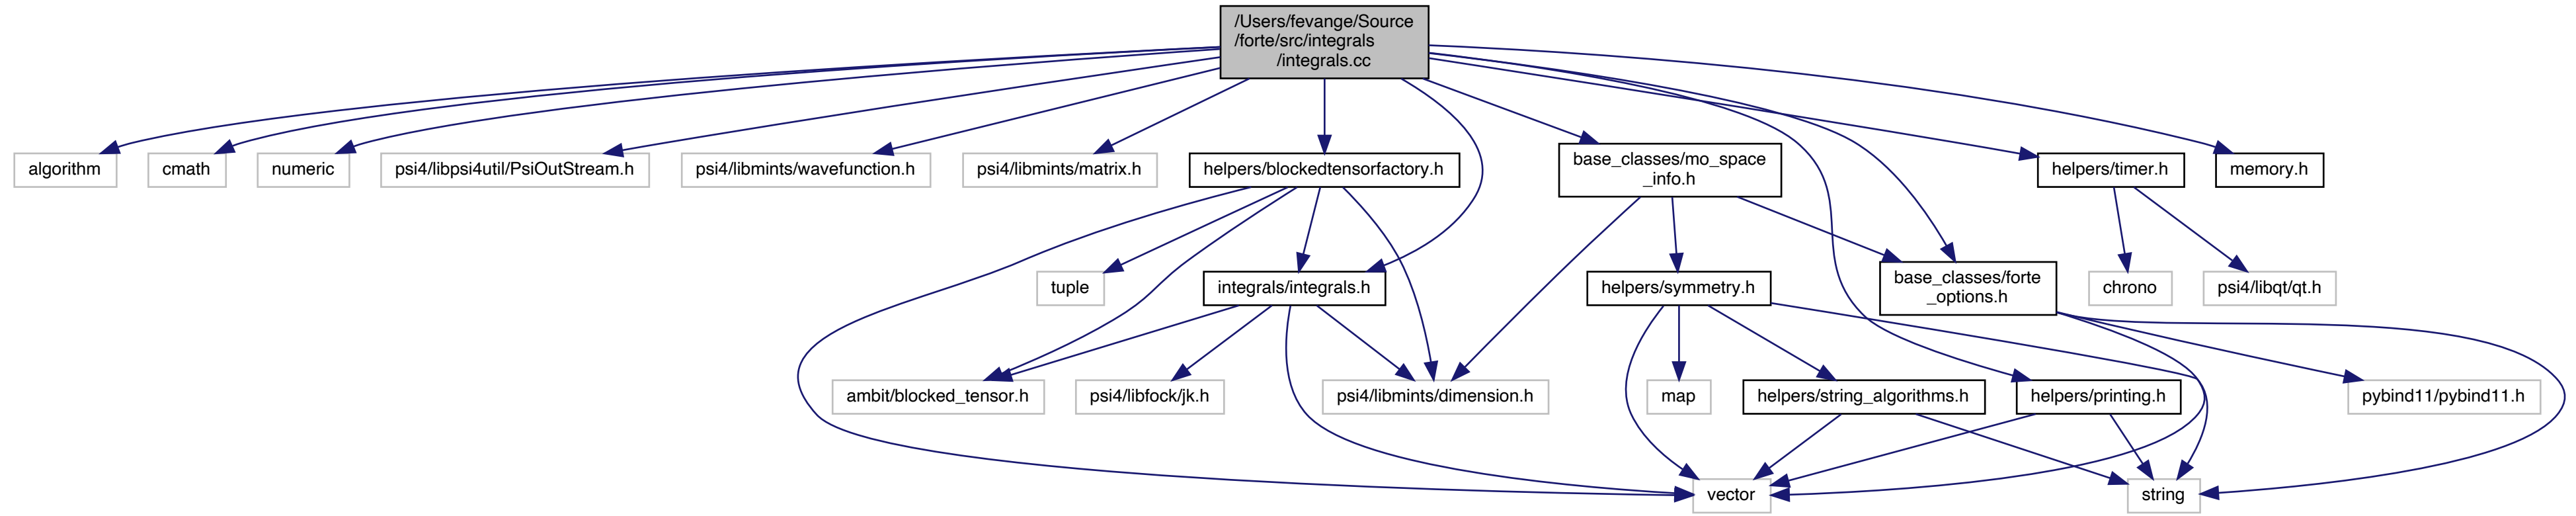 /Users/fevange/Source
/forte/src/integrals
/integrals.cc
algorithm
cmath
numeric
psi4/libpsi4util/PsiOutStream.h
psi4/libmints/wavefunction.h
psi4/libmints/matrix.h
helpers/blockedtensorfactory.h
base_classes/mo_space
_info.h
helpers/timer.h
memory.h
tuple
integrals/integrals.h
helpers/symmetry.h
base_classes/forte
_options.h
chrono
psi4/libqt/qt.h
ambit/blocked_tensor.h
psi4/libfock/jk.h
psi4/libmints/dimension.h
map
helpers/string_algorithms.h
helpers/printing.h
pybind11/pybind11.h
vector
string